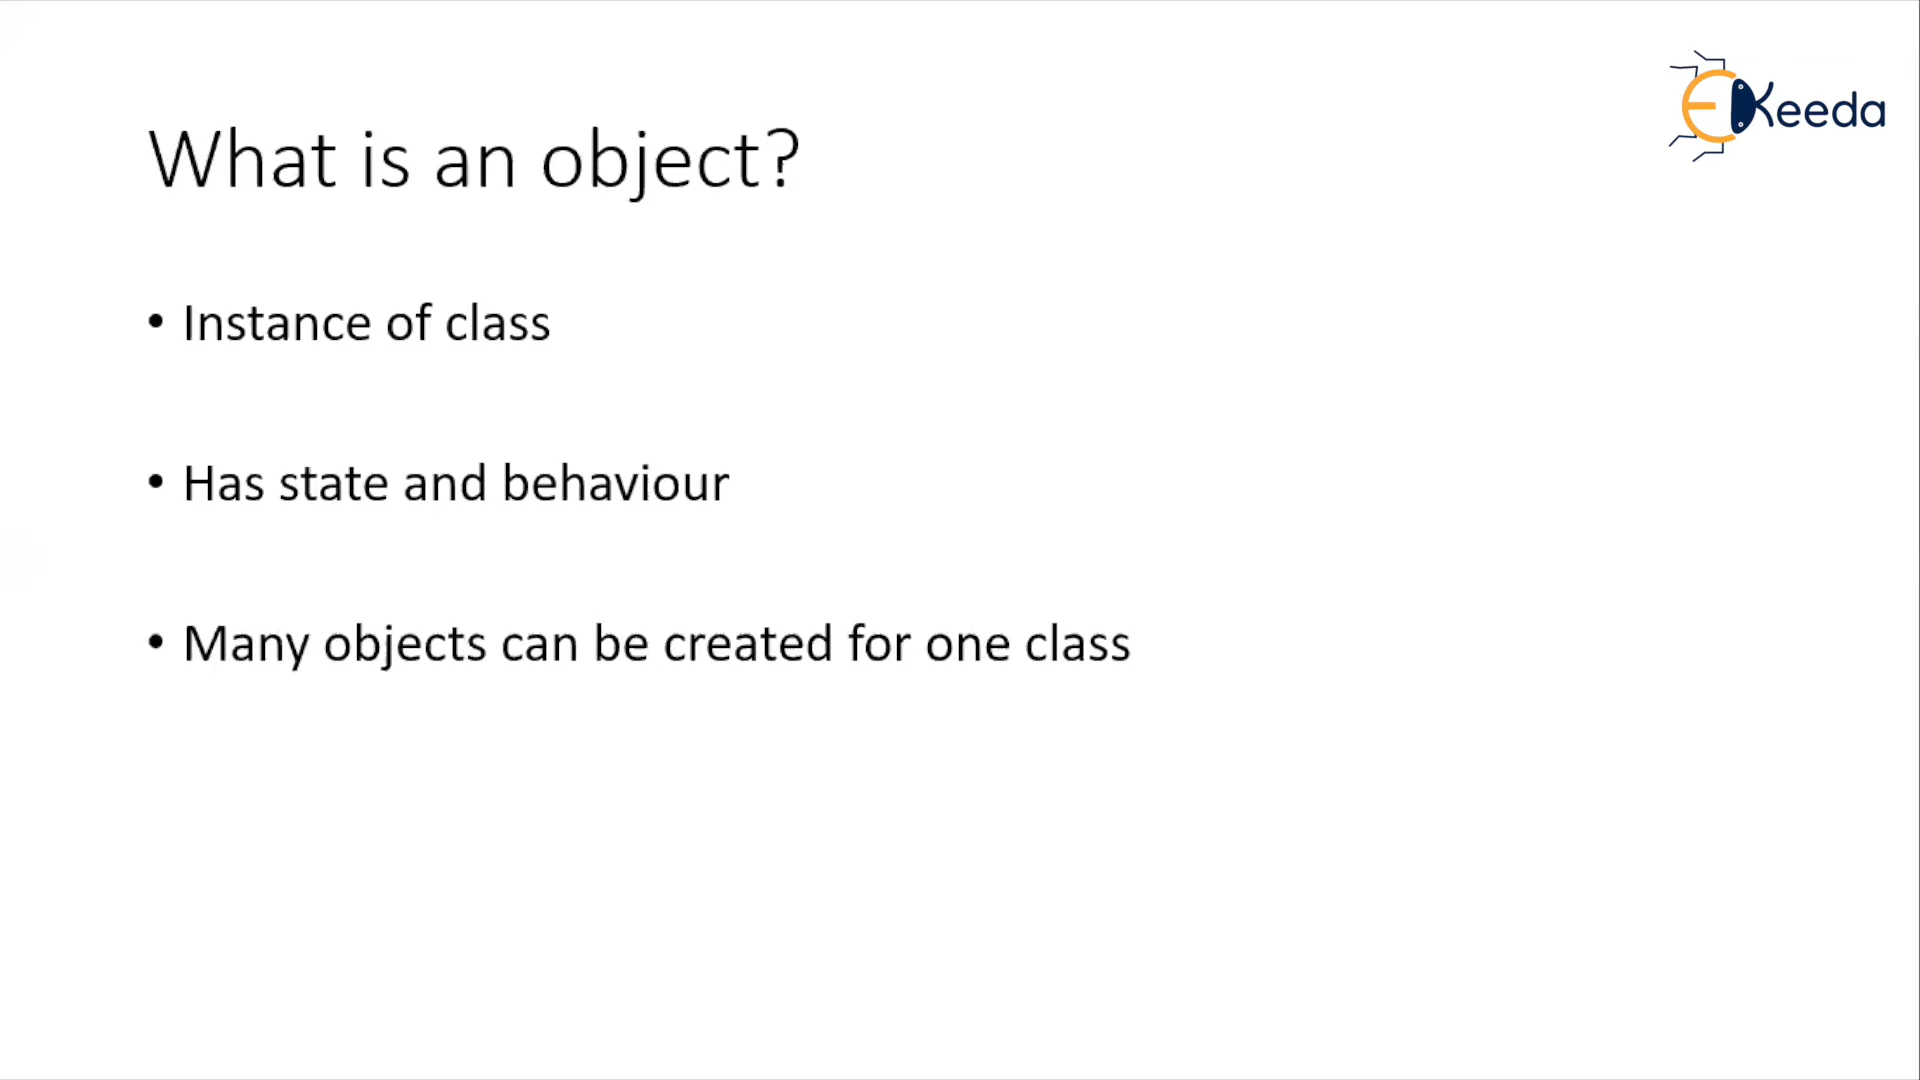 EKeeda
What is an object?
• Instance of class
• Has state and behaviour
• Many objects can be created for one class